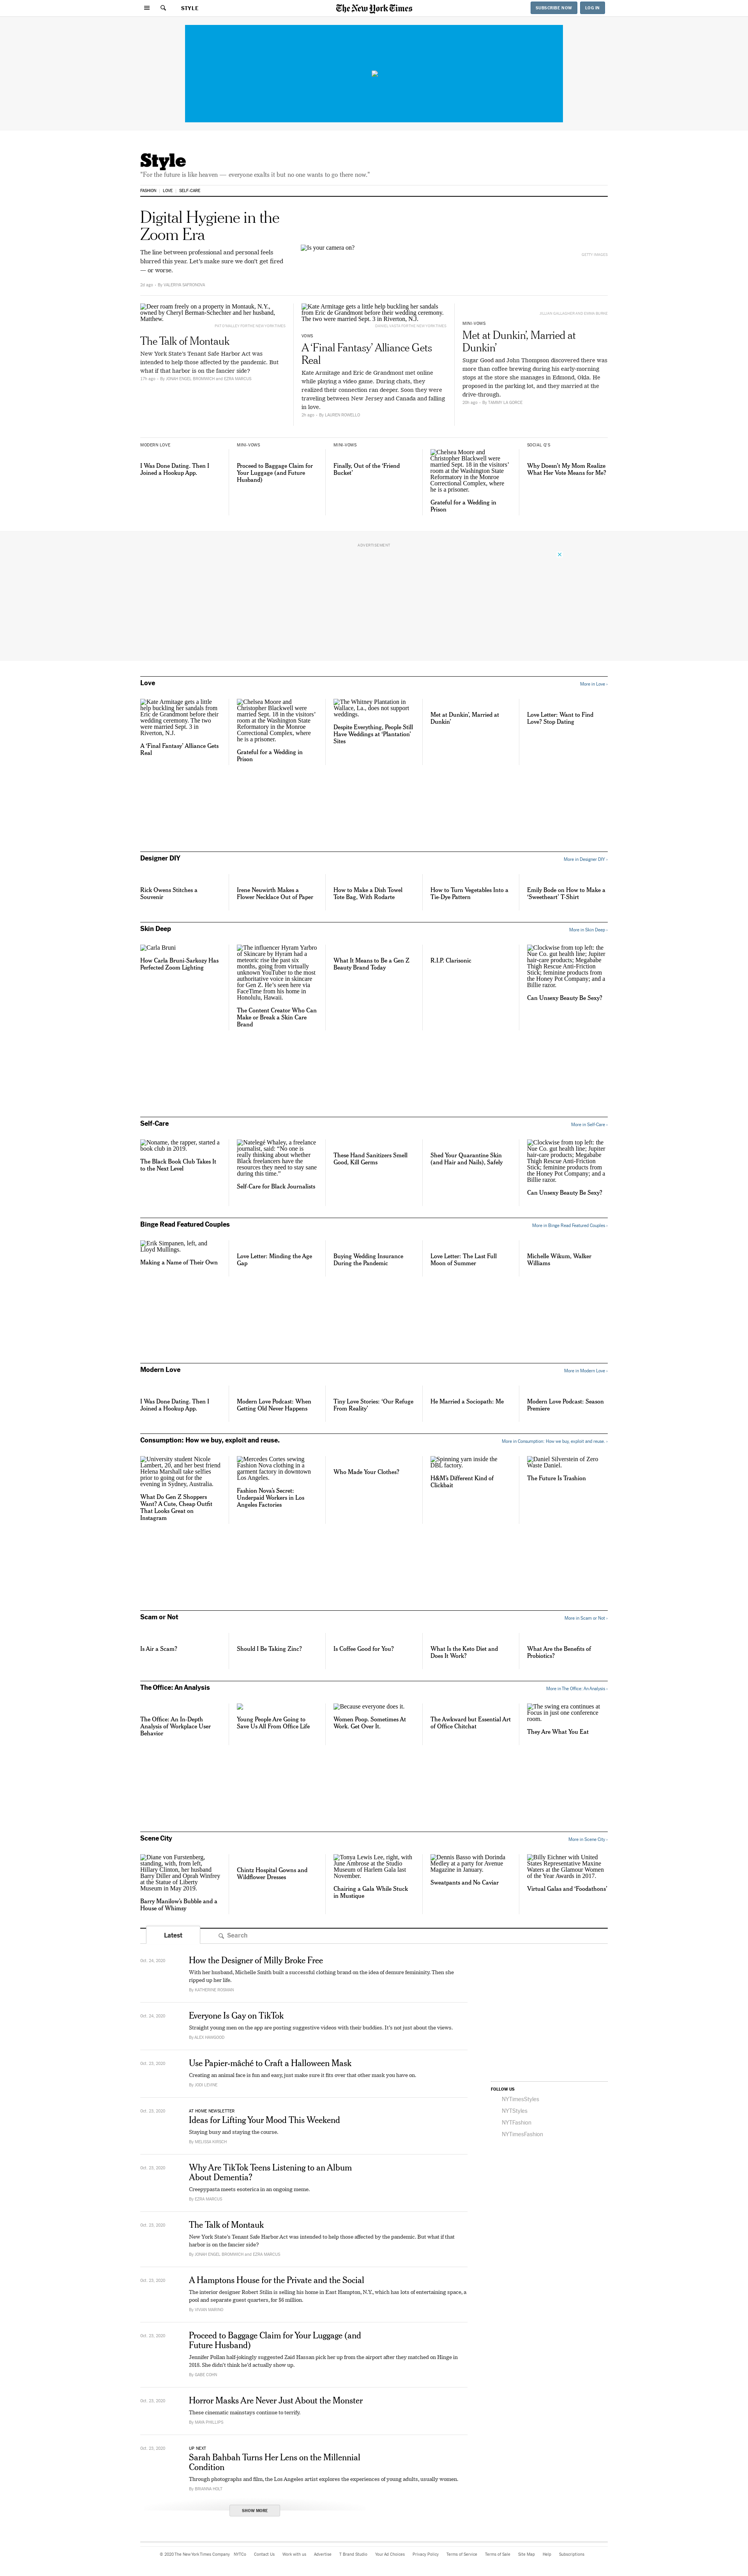 STYLE
The New York Times
SUBSCRIBE NOW
LOG IN
Style
"For the future is like heaven — everyone exalts it but no one wants to go there now."
FASHION
LOVE
SELF-CARE
Digital Hygiene in the
Zoom Era
The line between professional and personal feels
blurred this year. Let's make sure we don't get fired
— or worse.
2d ago · By VALERIYA SAFRONOVA
Is your camera on?
GETTY IMAGES
Deer roam freely on a property in Montauk, N.Y.,
owned by Cheryl Berman-Schechter and her husband,
Matthew.
The Talk of Montauk
New York State's Tenant Safe Harbor Act was
intended to help those affected by the pandemic. But
what if that harbor is on the fancier side?
17h ago · By JONAH ENGEL BROMWICH and EZRA MARCUS
Kate Armitage gets a little help buckling her sandals
from Eric de Grandmont before their wedding ceremony.
The two were married Sept. 3 in Riverton, N.J.
VOWS
A 'Final Fantasy' Alliance Gets
Real
Kate Armitage and Eric de Grandmont met online
while playing a video game. During chats, they
realized their connection ran deeper. Soon they were
traveling between New Jersey and Canada and falling
in love.
2h ago · By LAUREN ROWELLO
MINI-VOWS
Met at Dunkin', Married at
Dunkin'
Sugar Good and John Thompson discovered there was
more than coffee brewing during his early-morning
stops at the store she manages in Edmond, Okla. He
proposed in the parking lot, and they married at the
drive-through.
20h ago · By TAMMY LA GORCE
MODERN LOVE
I Was Done Dating. Then I
Joined a Hookup App.
MINI-VOWS
Proceed to Baggage Claim for
Your Luggage (and Future
Husband)
MINI-VOWS
Finally, Out of the 'Friend
Bucket'
Chelsea Moore and
Christopher Blackwell were
married Sept. 18 in the visitors'
room at the Washington State
Reformatory in the Monroe
Correctional Complex, where
he is a prisoner.
Grateful for a Wedding in
Prison
SOCIAL Q'S
Why Doesn't My Mom Realize
What Her Vote Means for Me?
ADVERTISEMENT
Love
More in Love ›
Kate Armitage gets a little
help buckling her sandals
from Eric de Grandmont before
their wedding ceremony. The
two were married Sept. 3 in
Riverton, N.J.
A 'Final Fantasy' Alliance Gets
Real
Chelsea Moore and
Christopher Blackwell were
married Sept. 18 in the visitors'
room at the Washington State
Reformatory in the Monroe
Correctional Complex, where
he is a prisoner.
Grateful for a Wedding in
Prison
The Whitney Plantation in
Wallace, La., does not support
weddings.
Despite Everything, People Still
Have Weddings at 'Plantation'
Sites
Met at Dunkin', Married at
Dunkin'
Love Letter: Want to Find
Love? Stop Dating
Designer DIY
More in Designer DIY ›
Rick Owens Stitches a
Souvenir
Irene Neuwirth Makes a
Flower Necklace Out of Paper
How to Make a Dish Towel
Tote Bag, With Rodarte
How to Turn Vegetables Into a
Tie-Dye Pattern
Emily Bode on How to Make a
'Sweetheart' T-Shirt
Skin Deep
More in Skin Deep ›
Carla Bruni
How Carla Bruni-Sarkozy Has
Perfected Zoom Lighting
The influencer Hyram Yarbro
of Skincare by Hyram had a
meteoric rise the past six
months, going from virtually
unknown YouTuber to the most
authoritative voice in skincare
for Gen Z. He's seen here via
FaceTime from his home in
Honolulu, Hawaii.
The Content Creator Who Can
Make or Break a Skin Care
Brand
What It Means to Be a Gen Z
Beauty Brand Today
R.I.P. Clarisonic
Clockwise from top left: the
Nue Co. gut health line; Jupiter
hair-care products; Megababe
Thigh Rescue Anti-Friction
Stick; feminine products from
the Honey Pot Company; and a
Billie razor.
Can Unsexy Beauty Be Sexy?
Self-Care
More in Self-Care ›
Noname, the rapper, started a
book club in 2019.
The Black Book Club Takes It
to the Next Level
Natelegé Whaley, a freelance
journalist, said: "No one is
really thinking about whether
Black freelancers have the
resources they need to stay sane
during this time."
Self-Care for Black Journalists
These Hand Sanitizers Smell
Good, Kill Germs
Shed Your Quarantine Skin
(and Hair and Nails), Safely
Clockwise from top left: the
Nue Co. gut health line; Jupiter
hair-care products; Megababe
Thigh Rescue Anti-Friction
Stick; feminine products from
the Honey Pot Company; and a
Billie razor.
Can Unsexy Beauty Be Sexy?
Binge Read Featured Couples
More in Binge Read Featured Couples ›
Erik Simpanen, left, and
Lloyd Mullings.
Making a Name of Their Own
Love Letter: Minding the Age
Gap
Buying Wedding Insurance
During the Pandemic
Love Letter: The Last Full
Moon of Summer
Michelle Wikum, Walker
Williams
Modern Love
More in Modern Love ›
I Was Done Dating. Then I
Joined a Hookup App.
Modern Love Podcast: When
Getting Old Never Happens
Tiny Love Stories: 'Our Refuge
From Reality'
He Married a Sociopath: Me
Modern Love Podcast: Season
Premiere
Consumption: How we buy, exploit and reuse.
More in Consumption: How we buy, exploit and reuse. ›
University student Nicole
Lambert, 20, and her best friend
Helena Marshall take selfies
prior to going out for the
evening in Sydney, Australia.
What Do Gen Z Shoppers
Want? A Cute, Cheap Outfit
That Looks Great on
Instagram
Mercedes Cortes sewing
Fashion Nova clothing in a
garment factory in downtown
Los Angeles.
Fashion Nova's Secret:
Underpaid Workers in Los
Angeles Factories
Who Made Your Clothes?
Spinning yarn inside the
DBL factory.
H&M's Different Kind of
Clickbait
Daniel Silverstein of Zero
Waste Daniel.
The Future Is Trashion
Scam or Not
More in Scam or Not ›
Is Air a Scam?
Should I Be Taking Zinc?
Is Coffee Good for You?
What Is the Keto Diet and
Does It Work?
What Are the Benefits of
Probiotics?
The Office: An Analysis
More in The Office: An Analysis ›
The Office: An In-Depth
Analysis of Workplace User
Behavior
Young People Are Going to
Save Us All From Office Life
Because everyone does it.
Women Poop. Sometimes At
Work. Get Over It.
The Awkward but Essential Art
of Office Chitchat
The swing era continues at
Focus in just one conference
room.
They Are What You Eat
Scene City
More in Scene City ›
Diane von Furstenberg,
standing, with, from left,
Hillary Clinton, her husband
Barry Diller and Oprah Winfrey
at the Statue of Liberty
Museum in May 2019.
Barry Manilow's Bubble and a
House of Whimsy
Chintz Hospital Gowns and
Wildflower Dresses
Tonya Lewis Lee, right, with
June Ambrose at the Studio
Museum of Harlem Gala last
November.
Chairing a Gala While Stuck
in Mustique
Dennis Basso with Dorinda
Medley at a party for Avenue
Magazine in January.
Sweatpants and No Caviar
Billy Eichner with United
States Representative Maxine
Waters at the Glamour Women
of the Year Awards in 2017.
Virtual Galas and 'Foodathons'
Latest
Search
Oct. 24, 2020
How the Designer of Milly Broke Free
With her husband, Michelle Smith built a successful clothing brand on the idea of demure femininity. Then she
ripped up her life.
By KATHERINE ROSMAN
Oct. 24, 2020
Everyone Is Gay on TikTok
Straight young men on the app are posting suggestive videos with their buddies. It's not just about the views.
By ALEX HAWGOOD
Oct. 23, 2020
Use Papier-mâché to Craft a Halloween Mask
Creating an animal face is fun and easy, just make sure it fits over that other mask you have on.
By JODI LEVINE
Oct. 23, 2020
AT HOME NEWSLETTER
Ideas for Lifting Your Mood This Weekend
Staying busy and staying the course.
By MELISSA KIRSCH
Oct. 23, 2020
Why Are TikTok Teens Listening to an Album
About Dementia?
Creepypasta meets esoterica in an ongoing meme.
By EZRA MARCUS
Oct. 23, 2020
The Talk of Montauk
New York State's Tenant Safe Harbor Act was intended to help those affected by the pandemic. But what if that
harbor is on the fancier side?
By JONAH ENGEL BROMWICH and EZRA MARCUS
Oct. 23, 2020
A Hamptons House for the Private and the Social
The interior designer Robert Stilin is selling his home in East Hampton, N.Y., which has lots of entertaining space, a
pool and separate guest quarters, for $6 million.
By VIVIAN MARINO
Oct. 23, 2020
Proceed to Baggage Claim for Your Luggage (and
Future Husband)
Jennifer Pollan half-jokingly suggested Zaid Hassan pick her up from the airport after they matched on Hinge in
2018. She didn't think he'd actually show up.
By GABE COHN
Oct. 23, 2020
Horror Masks Are Never Just About the Monster
These cinematic mainstays continue to terrify.
By MAYA PHILLIPS
Oct. 23, 2020
UP NEXT
Sarah Bahbah Turns Her Lens on the Millennial
Condition
Through photographs and film, the Los Angeles artist explores the experiences of young adults, usually women.
By BRIANNA HOLT
SHOW MORE
FOLLOW US
NYTimesStyles
NYTStyles
NYTFashion
NYTimesFashion
© 2020 The New York Times Company
NYTCo
Contact Us
Work with us
Advertise
T Brand Studio
Your Ad Choices
Privacy Policy
Terms of Service
Terms of Sale
Site Map
Help
Subscriptions